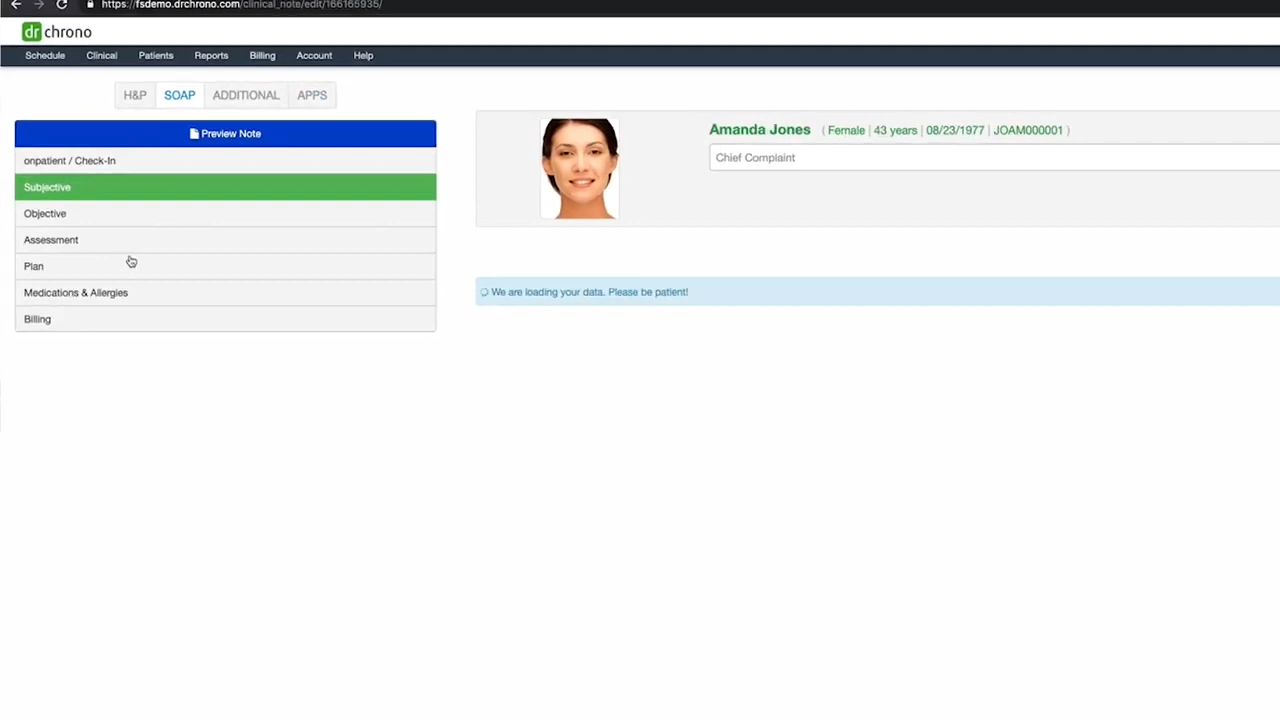 https://fsdemo.drchrono.com/clinical_note/edit/166165935/
dr chrono
Schedule Clinical Patients Reports Billing Account Help
H&P SOAP ADDITIONAL APPS
Preview Note
onpatient / Check-In
Subjective
Objective
Assessment
Plan
Medications & Allergies
Billing
Amanda Jones ( Female | 43 years | 08/23/1977 | JOAM000001 )
Chief Complaint
We are loading your data. Please be patient!